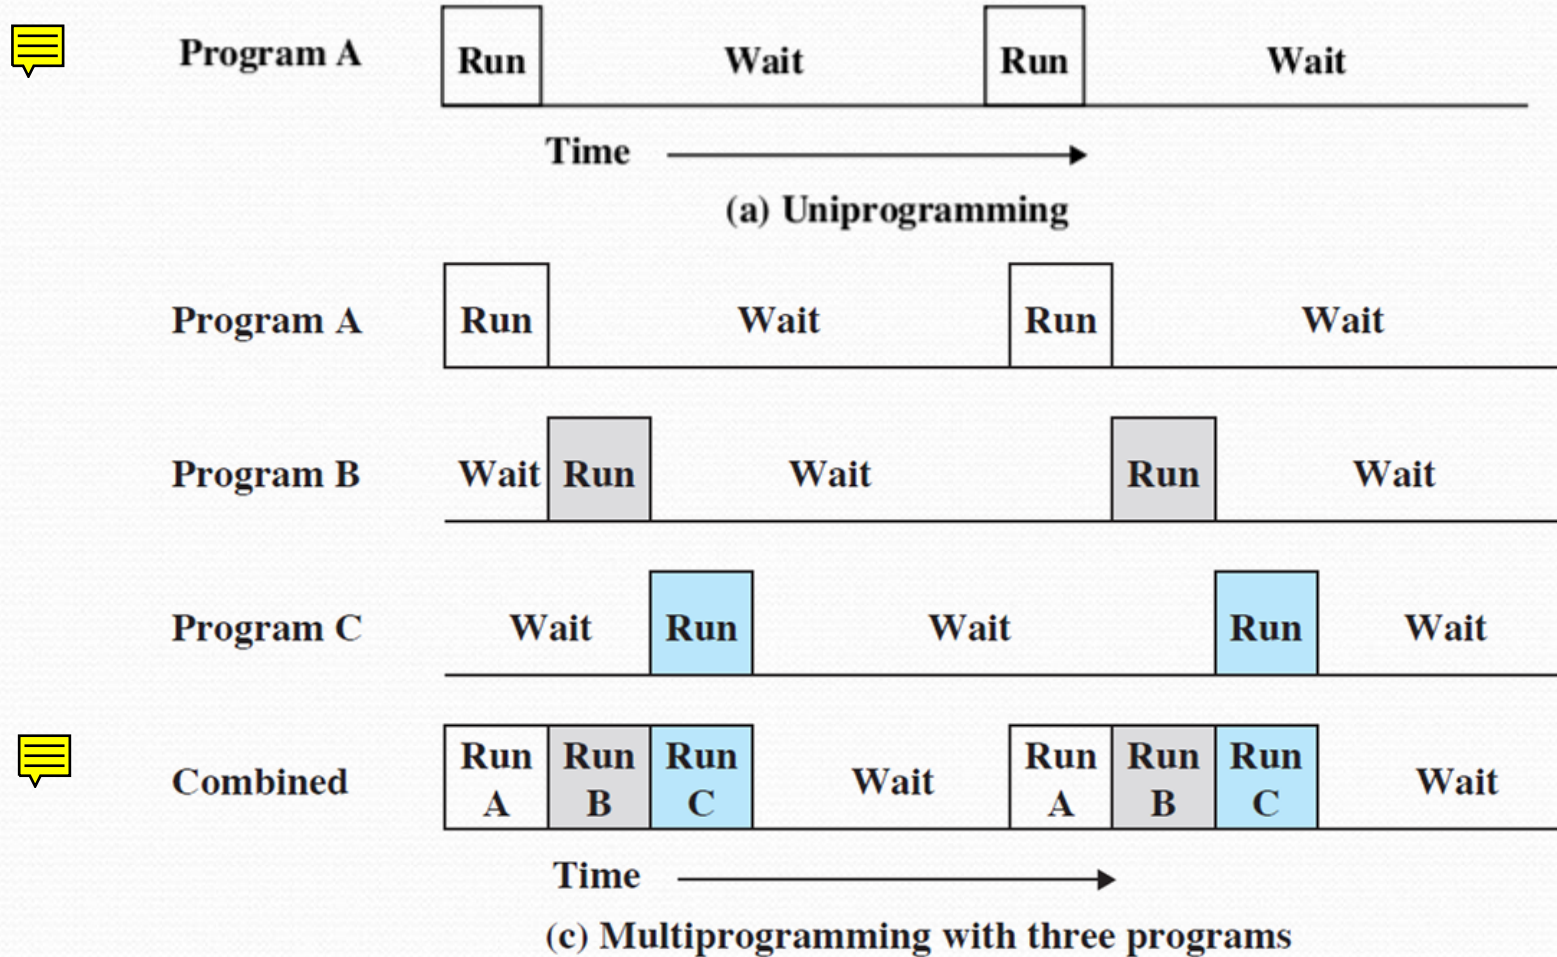 Program A Run Wait Run Wait
Time
(a) Uniprogramming
Program A Run Wait Run Wait
Program B Wait Run Wait Run Wait
Program C Wait Run Wait Run Wait
Combined Run A Run B Run C Wait Run A Run B Run C Wait
Time
(c) Multiprogramming with three programs